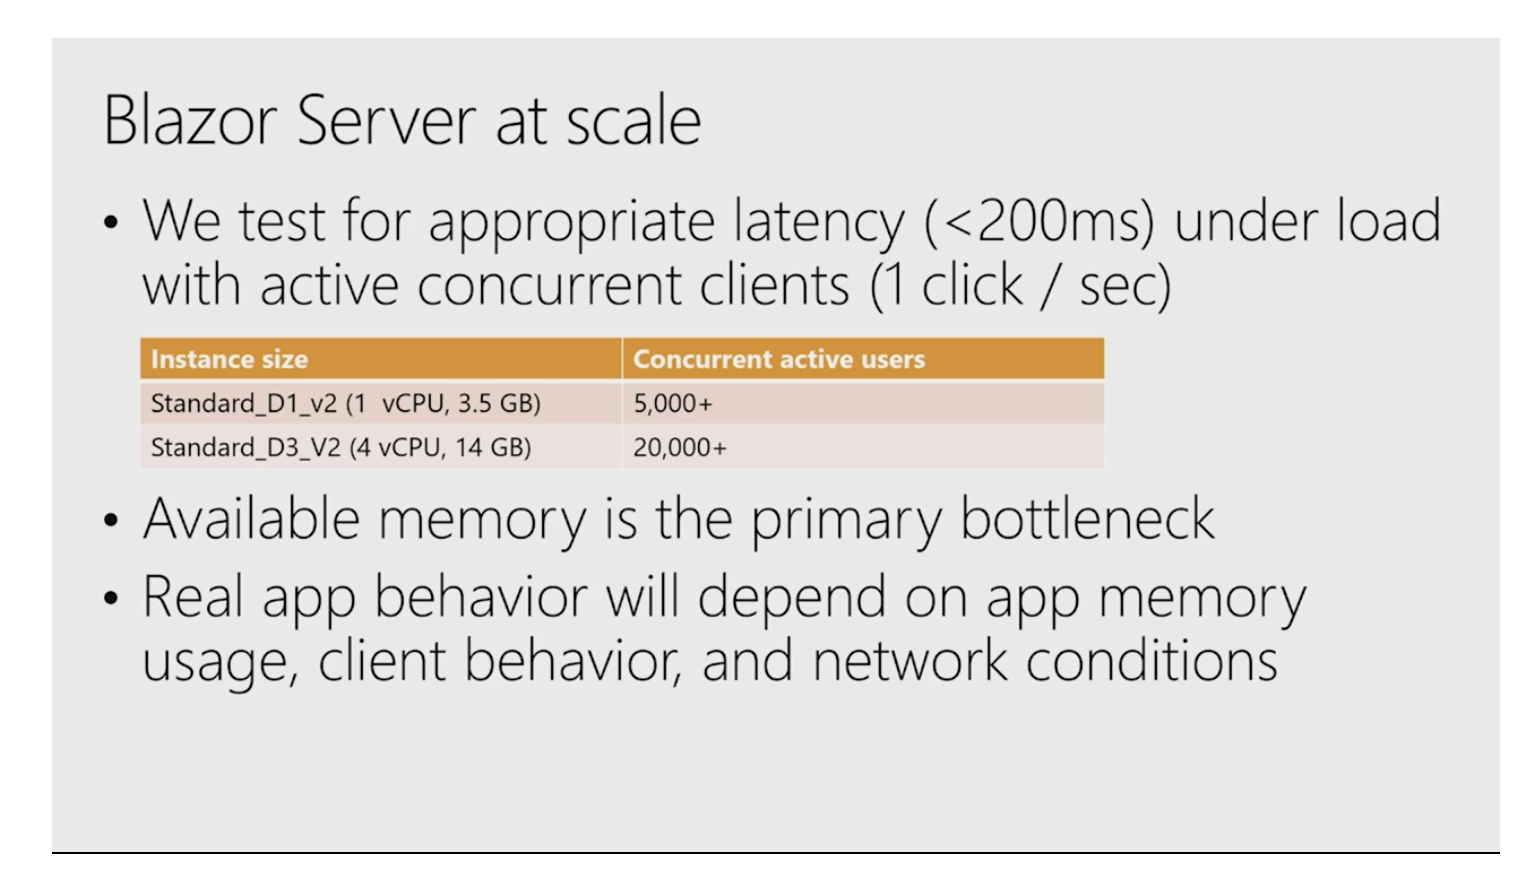 Blazor Server at scale
• We test for appropriate latency (<200ms) under load
with active concurrent clients (1 click / sec)
Instance size Concurrent active users
Standard_D1_v2 (1  vCPU, 3.5 GB) 5,000+
Standard_D3_V2 (4 vCPU, 14 GB) 20,000+
• Available memory is the primary bottleneck
• Real app behavior will depend on app memory
usage, client behavior, and network conditions